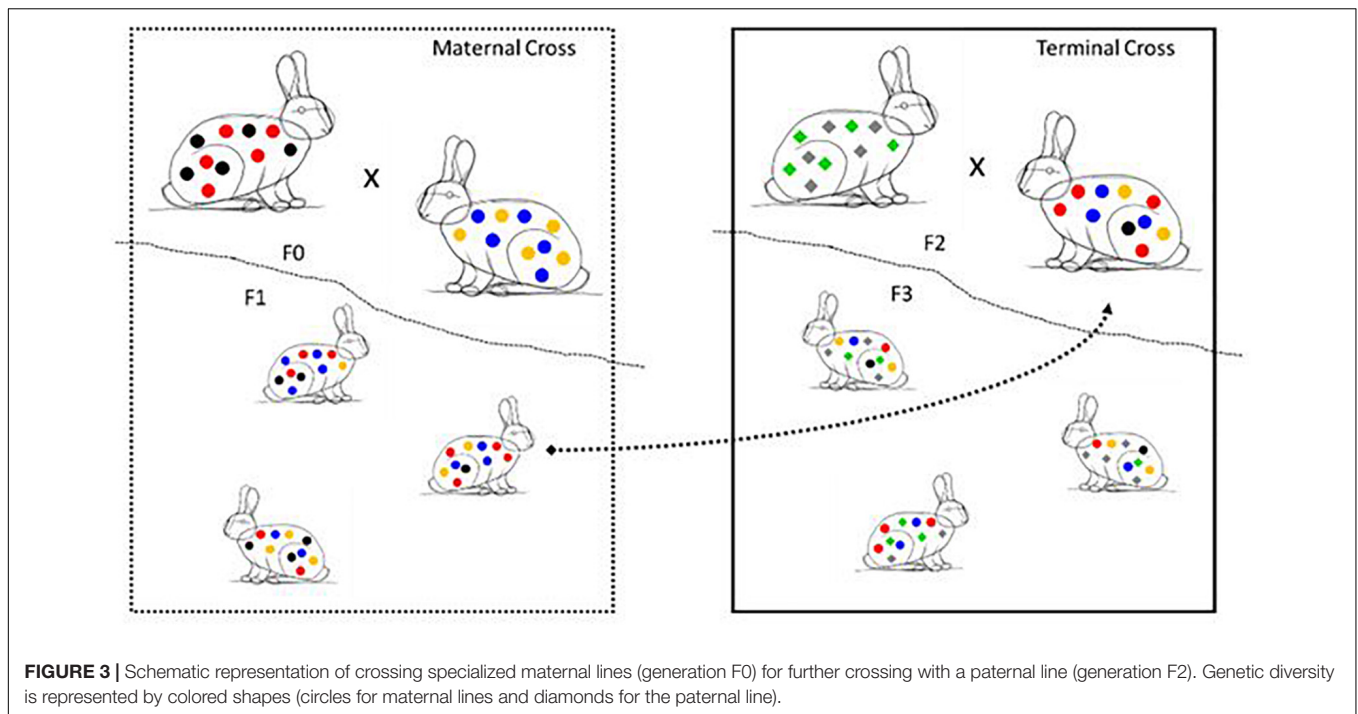 Maternal Cross
X
F0
F1
Terminal Cross
X
F2
F3
FIGURE 3 | Schematic representation of crossing specialized maternal lines (generation F0) for further crossing with a paternal line (generation F2). Genetic diversity
is represented by colored shapes (circles for maternal lines and diamonds for the paternal line).